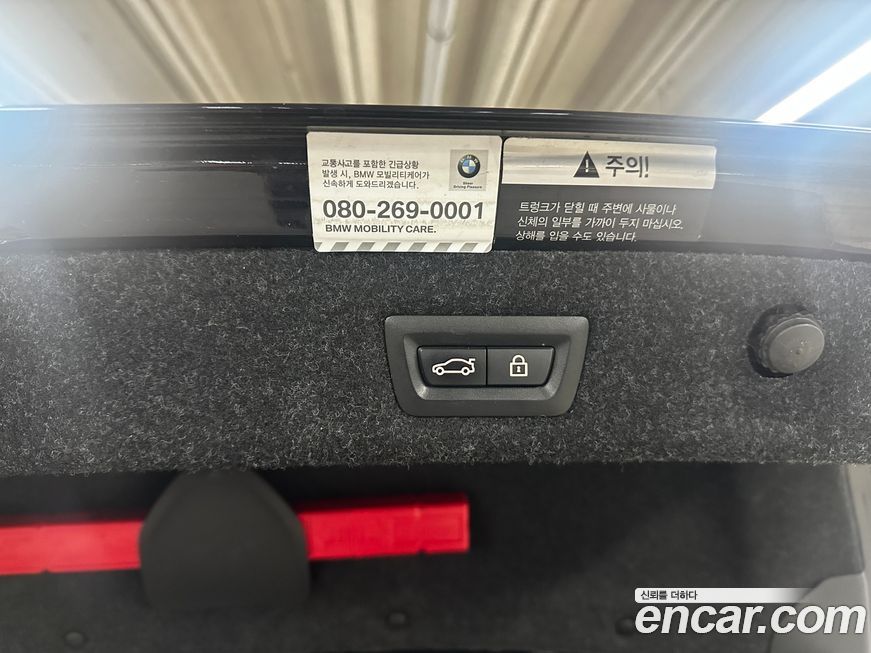 교통사고를 포함한 긴급상황
발생 시, BMW 모빌리티케어가
신속하게 도와드리겠습니다.
Sheer
Driving Pleasure
080-269-0001
BMW MOBILITY CARE.
주의!
트렁크가 닫힐 때 주변에 사물이나
신체의 일부를 가까이 두지 마십시오.
상해를 입을 수도 있습니다.
신뢰를 더하다
encar.com